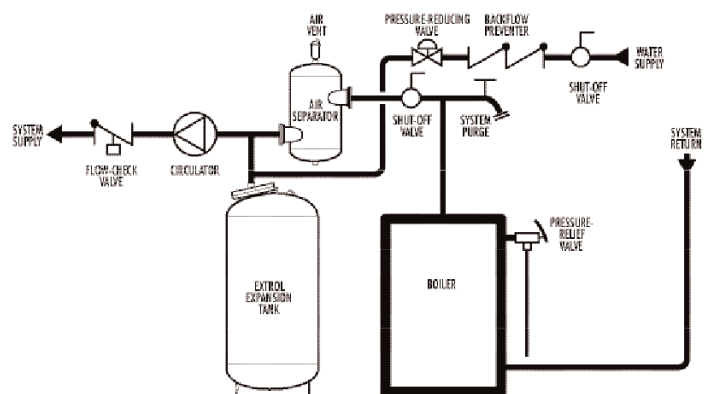 AIR
VENT
PRESSURE-REDUCING
VALVE
BACKFLOW
PREVENTER
WATER
SUPPLY
SHUT-OFF
VALVE
AIR
SEPARATOR
SHUT-OFF
VALVE
SYSTEM
PURGE
SYSTEM
SUPPLY
SYSTEM
RETURN
FLOW-CHECK
VALVE
CIRCULATOR
PRESSURE-
RELIEF
VALVE
EXTROL
EXPANSION
TANK
BOILER